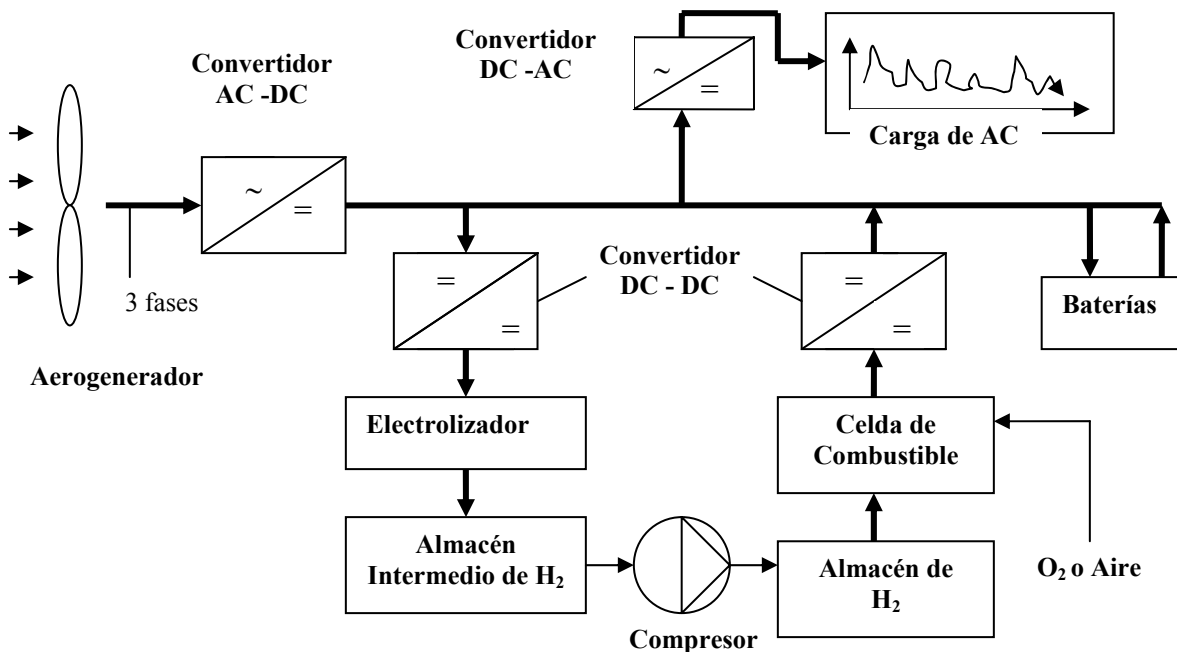 Convertidor
AC -DC
Convertidor
DC -AC
~
=
Carga de AC
~
=
3 fases
Aerogenerador
=
=
Convertidor
DC - DC
=
=
Baterías
Electrolizador
Celda de
Combustible
Almacén
Intermedio de H₂
Compresor
Almacén de
H₂
O₂ o Aire